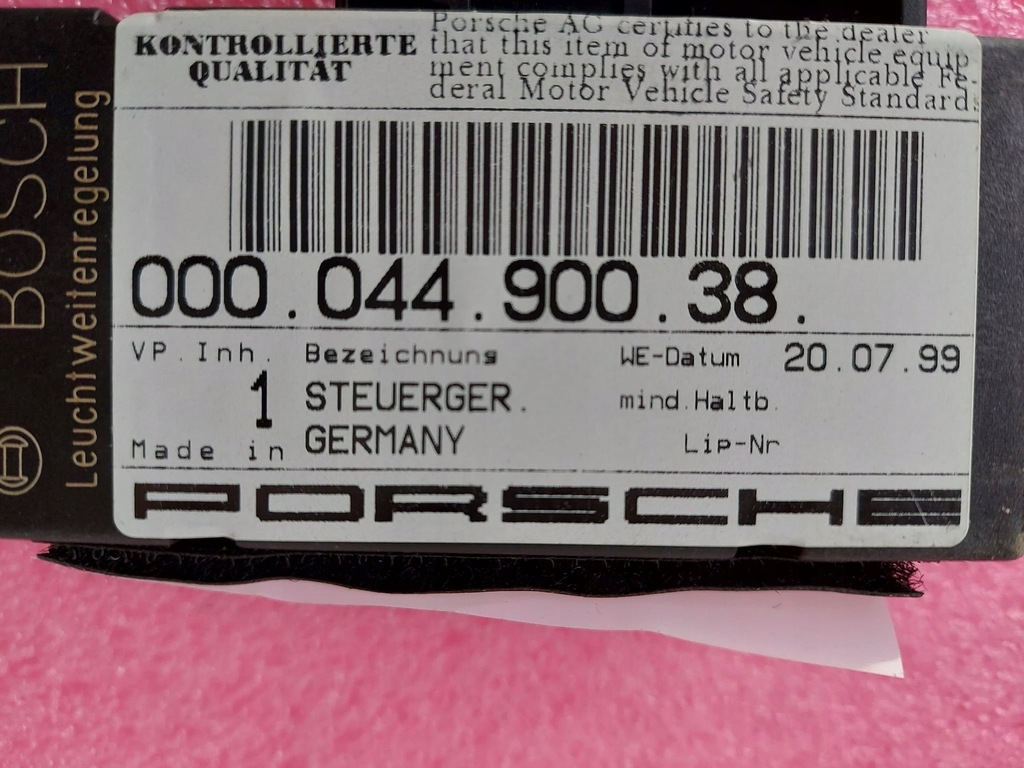 BOSCH
Leuchtweitenregelung
KONTROLLIERTE
QUALITÄT
Porsche AG certifies to the dealer
that this item of motor vehicle equip
ment complies with all applicable Fe-
deral Motor Vehicle Safety Standards
000.044.900.38.
VP.Inh. Bezeichnung WE-Datum 20.07.99
1 STEUERGER. mind.Haltb.
Made in GERMANY Lip-Nr
PORSCHE